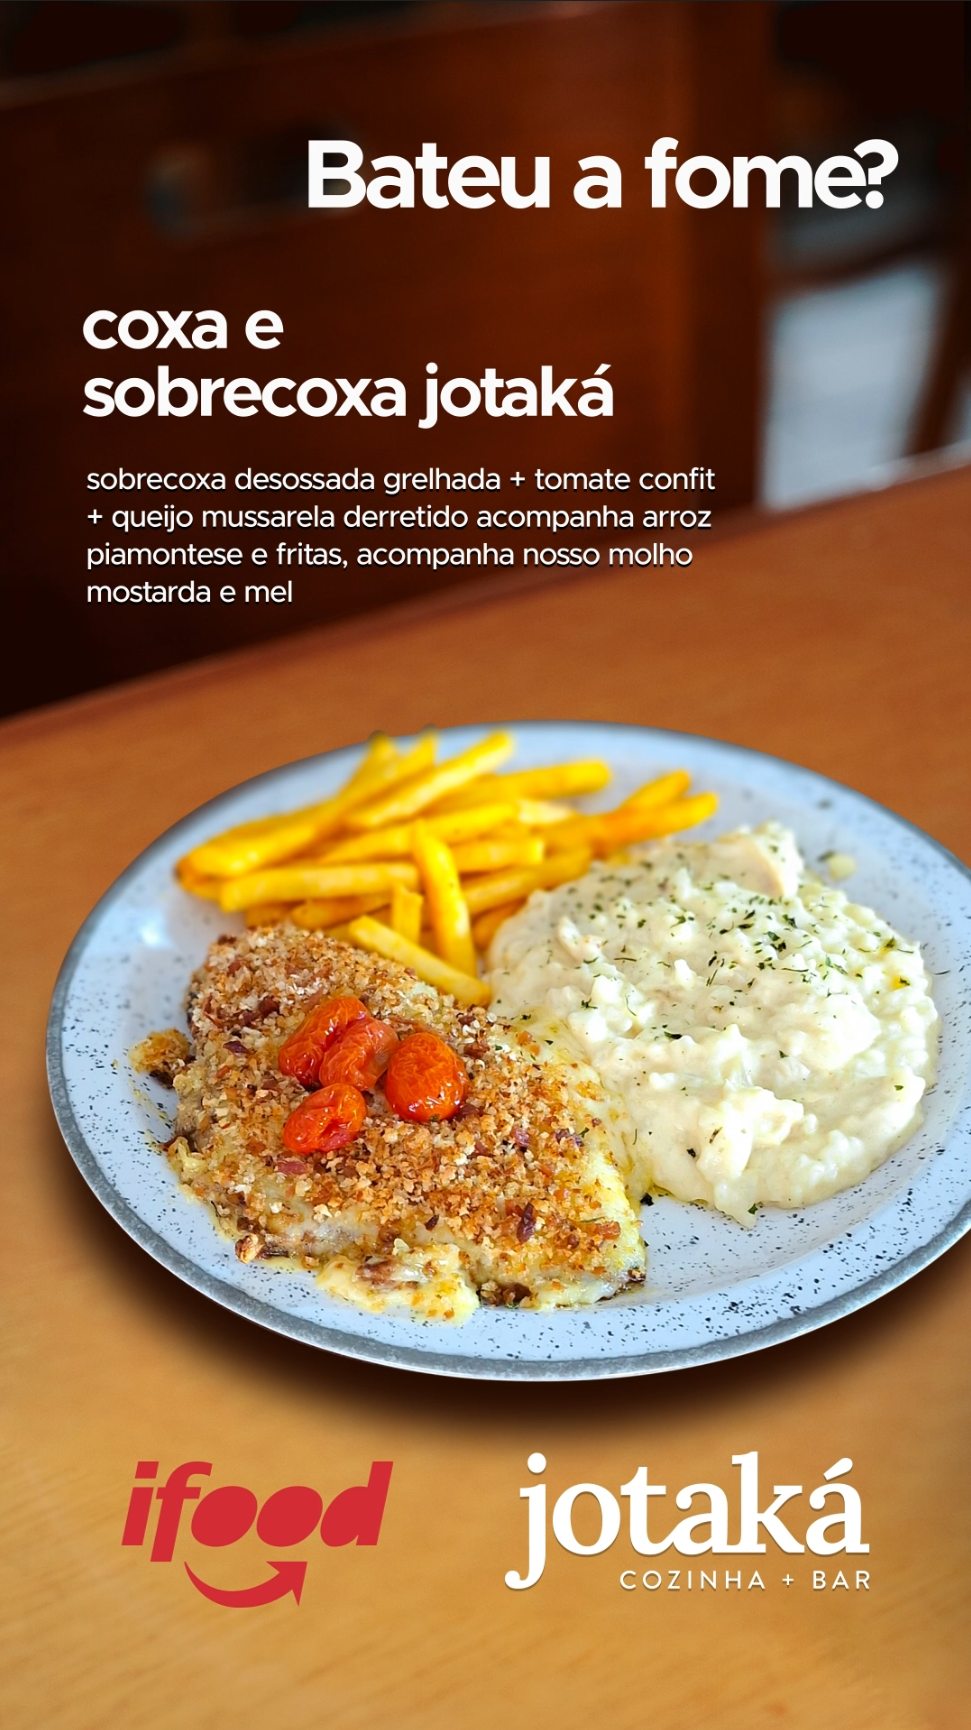 Bateu a fome?
coxa e
sobrecoxa jotaká
sobrecoxa desossada grelhada + tomate confit
+ queijo mussarela derretido acompanha arroz
piamontese e fritas, acompanha nosso molho
mostarda e mel
ifood
jotaká
COZINHA + BAR